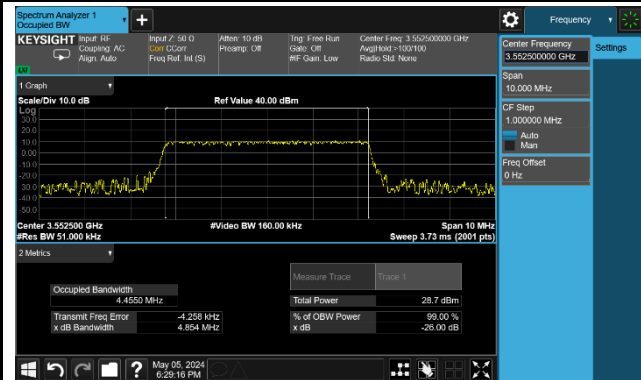 Spectrum Analyzer 1
Occupied BW
Frequency
KEYSIGHT
Input: RF
Coupling: AC
Align: Auto
Input Z: 50 Ω
Corr CCorr
Freq Ref: Int (S)
Atten: 10 dB
Preamp: Off
Trig: Free Run
Gate: Off
#IF Gain: Low
Center Freq: 3.552500000 GHz
Avg|Hold:>100/100
Radio Std: None
Center Frequency
3.552500000 GHz
Settings
Span
10.000 MHz
CF Step
1.000000 MHz
Auto
Man
Freq Offset
0 Hz
1 Graph
Scale/Div 10.0 dB
Ref Value 40.00 dBm
Log
30.0
20.0
10.0
0.00
-10.0
-20.0
-30.0
-40.0
-50.0
Center 3.552500 GHz
#Video BW 160.00 kHz
Span 10 MHz
#Res BW 51.000 kHz
Sweep 3.73 ms (2001 pts)
2 Metrics
Measure Trace
Trace 1
Occupied Bandwidth
4.4550 MHz
Total Power
28.7 dBm
Transmit Freq Error
-4.258 kHz
% of OBW Power
99.00 %
x dB Bandwidth
4.854 MHz
x dB
-26.00 dB
May 05, 2024
6:29:16 PM